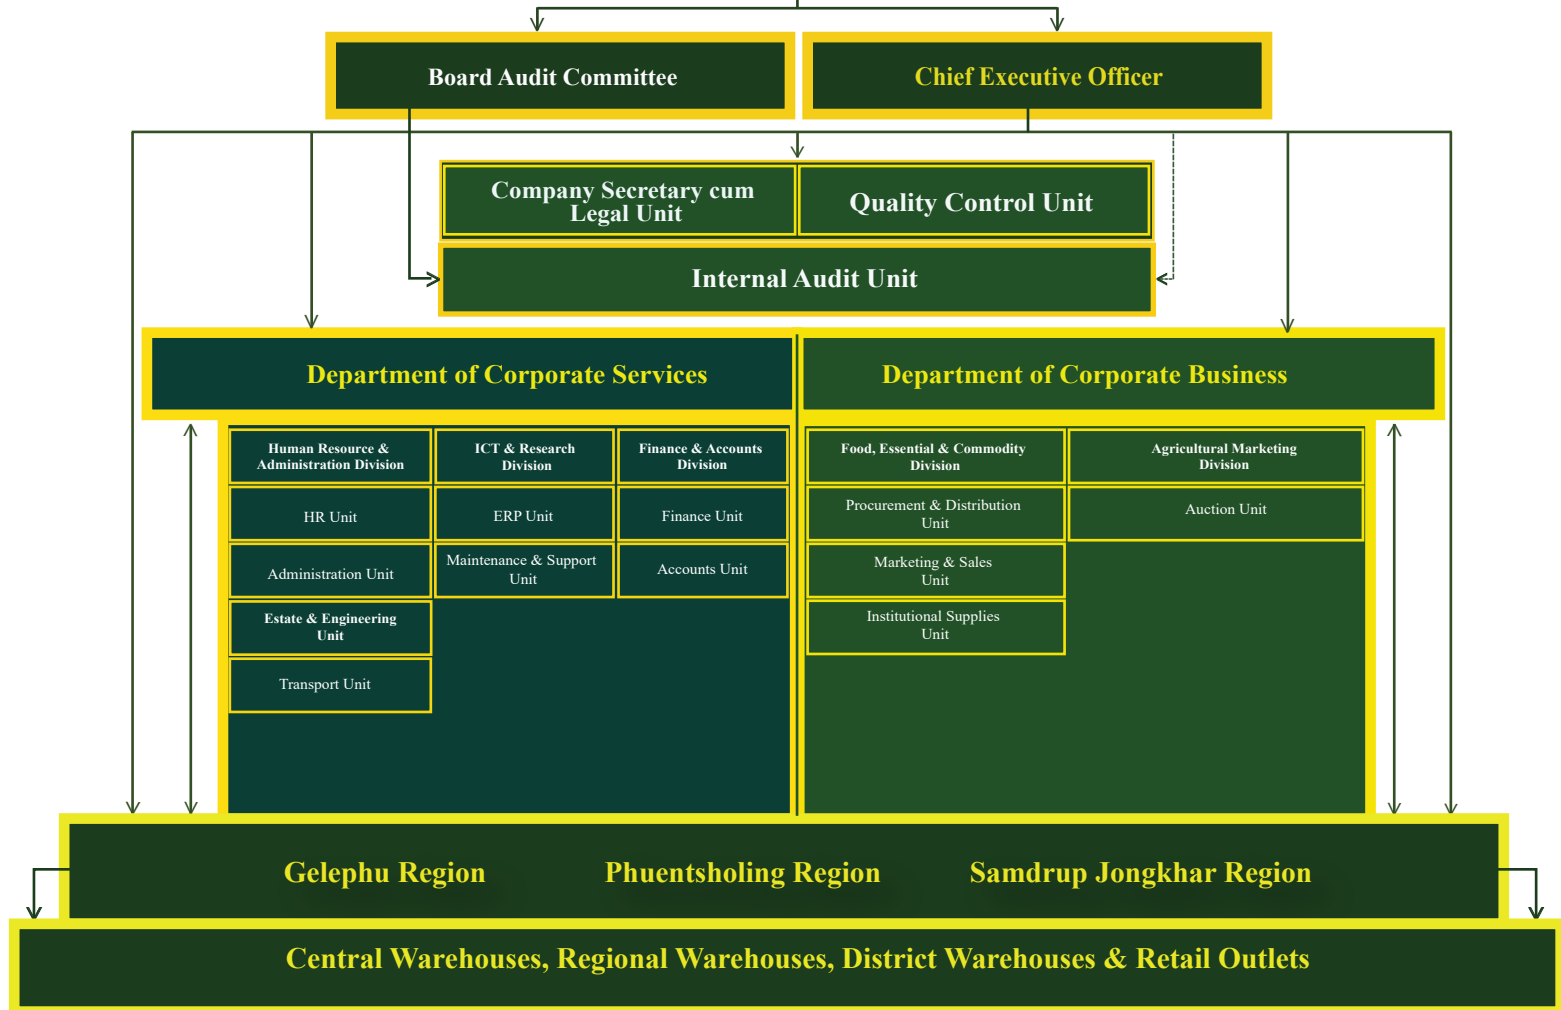 Board Audit Committee
Chief Executive Officer
Company Secretary cum
Legal Unit
Quality Control Unit
Internal Audit Unit
Department of Corporate Services
Department of Corporate Business
Human Resource &
Administration Division
ICT & Research
Division
Finance & Accounts
Division
Food, Essential & Commodity
Division
Agricultural Marketing
Division
HR Unit
ERP Unit
Finance Unit
Procurement & Distribution
Unit
Auction Unit
Administration Unit
Maintenance & Support
Unit
Accounts Unit
Marketing & Sales
Unit
Estate & Engineering
Unit
Institutional Supplies
Unit
Transport Unit
Gelephu Region
Phuentsholing Region
Samdrup Jongkhar Region
Central Warehouses, Regional Warehouses, District Warehouses & Retail Outlets